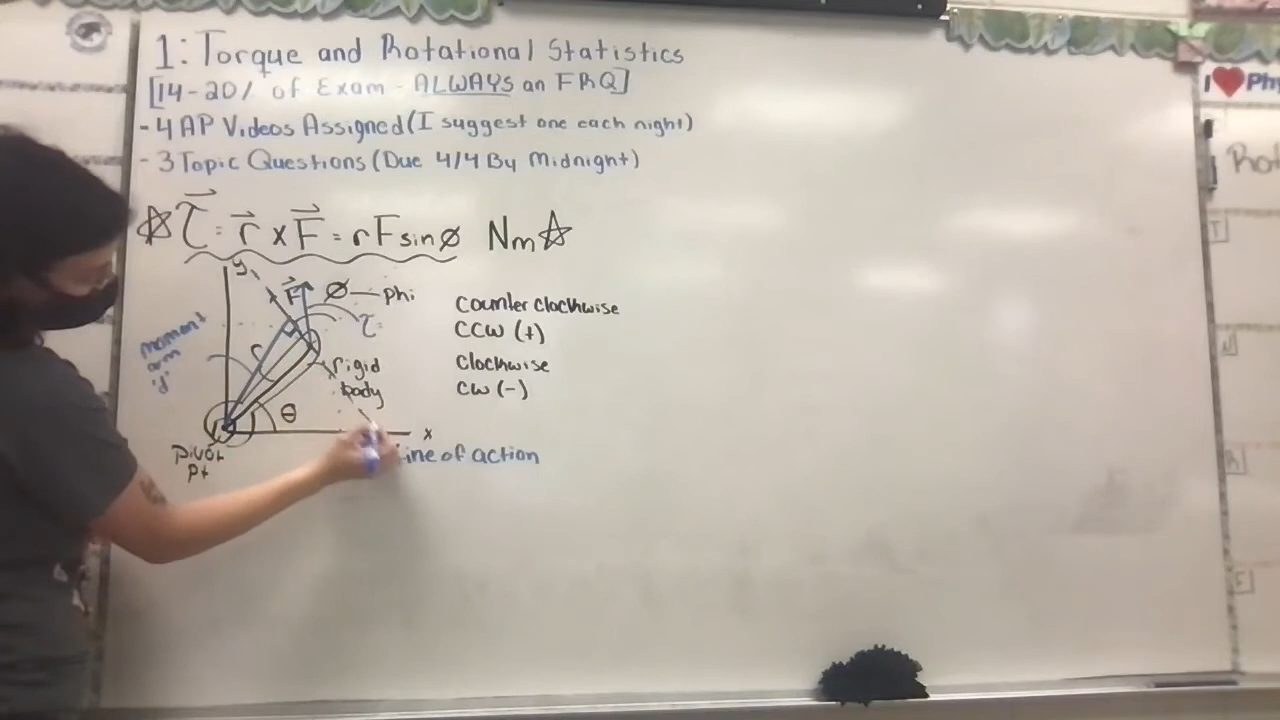 1: Torque and Rotational Statistics
[14-20% of Exam - ALWAYS an FRQ]
- 4 AP Videos Assigned (I suggest one each night)
- 3 Topic Questions (Due 4/4 By Midnight)
☆ τ = r x F = rFsinø Nm ☆
y
F ø — phi
τ
moment arm "d"
r
rigid body
θ
x
Pivot Pt
Line of action
Counter clockwise
CCW (+)
Clockwise
CW (-)
I ♥ Phy
Rot
T
N
R
F